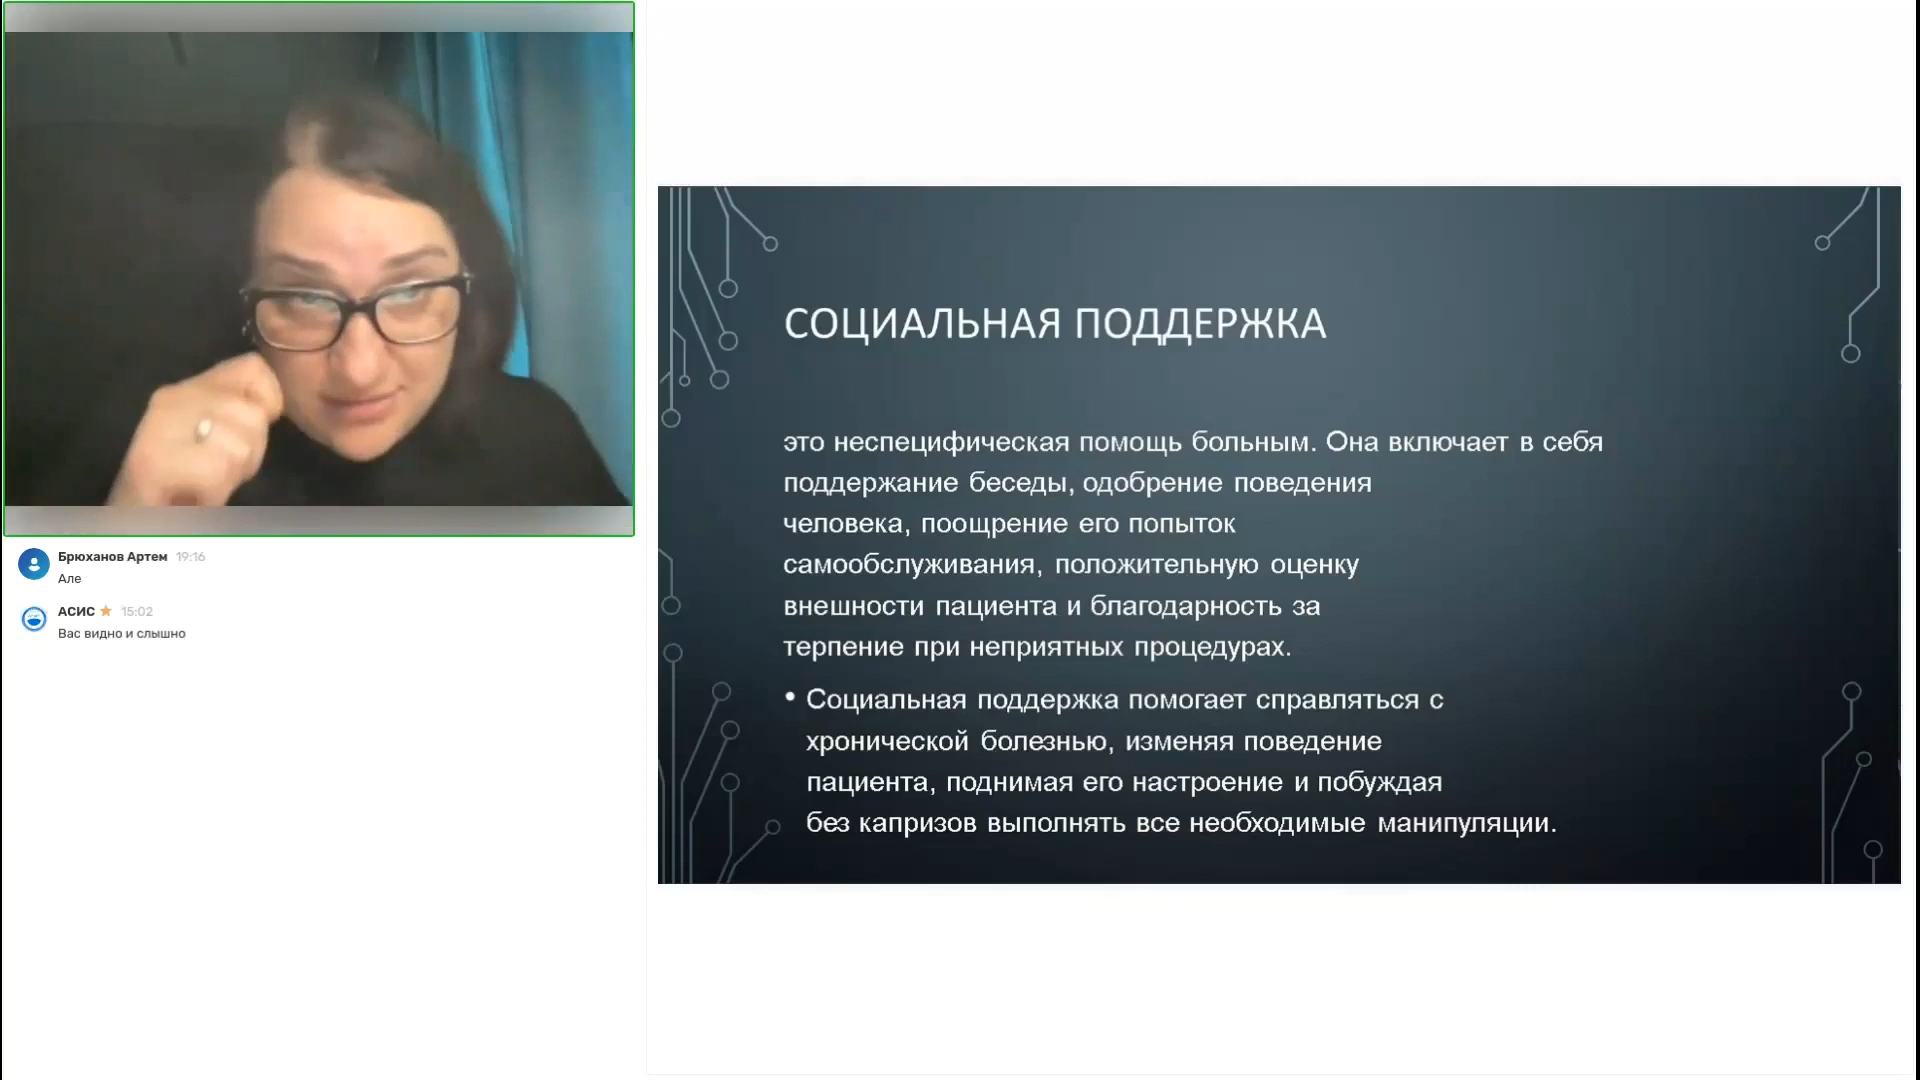 Брюханов Артем 19:16
Але
АСИС 15:02
Вас видно и слышно
СОЦИАЛЬНАЯ ПОДДЕРЖКА
это неспецифическая помощь больным. Она включает в себя
поддержание беседы, одобрение поведения
человека, поощрение его попыток
самообслуживания, положительную оценку
внешности пациента и благодарность за
терпение при неприятных процедурах.
• Социальная поддержка помогает справляться с
хронической болезнью, изменяя поведение
пациента, поднимая его настроение и побуждая
без капризов выполнять все необходимые манипуляции.